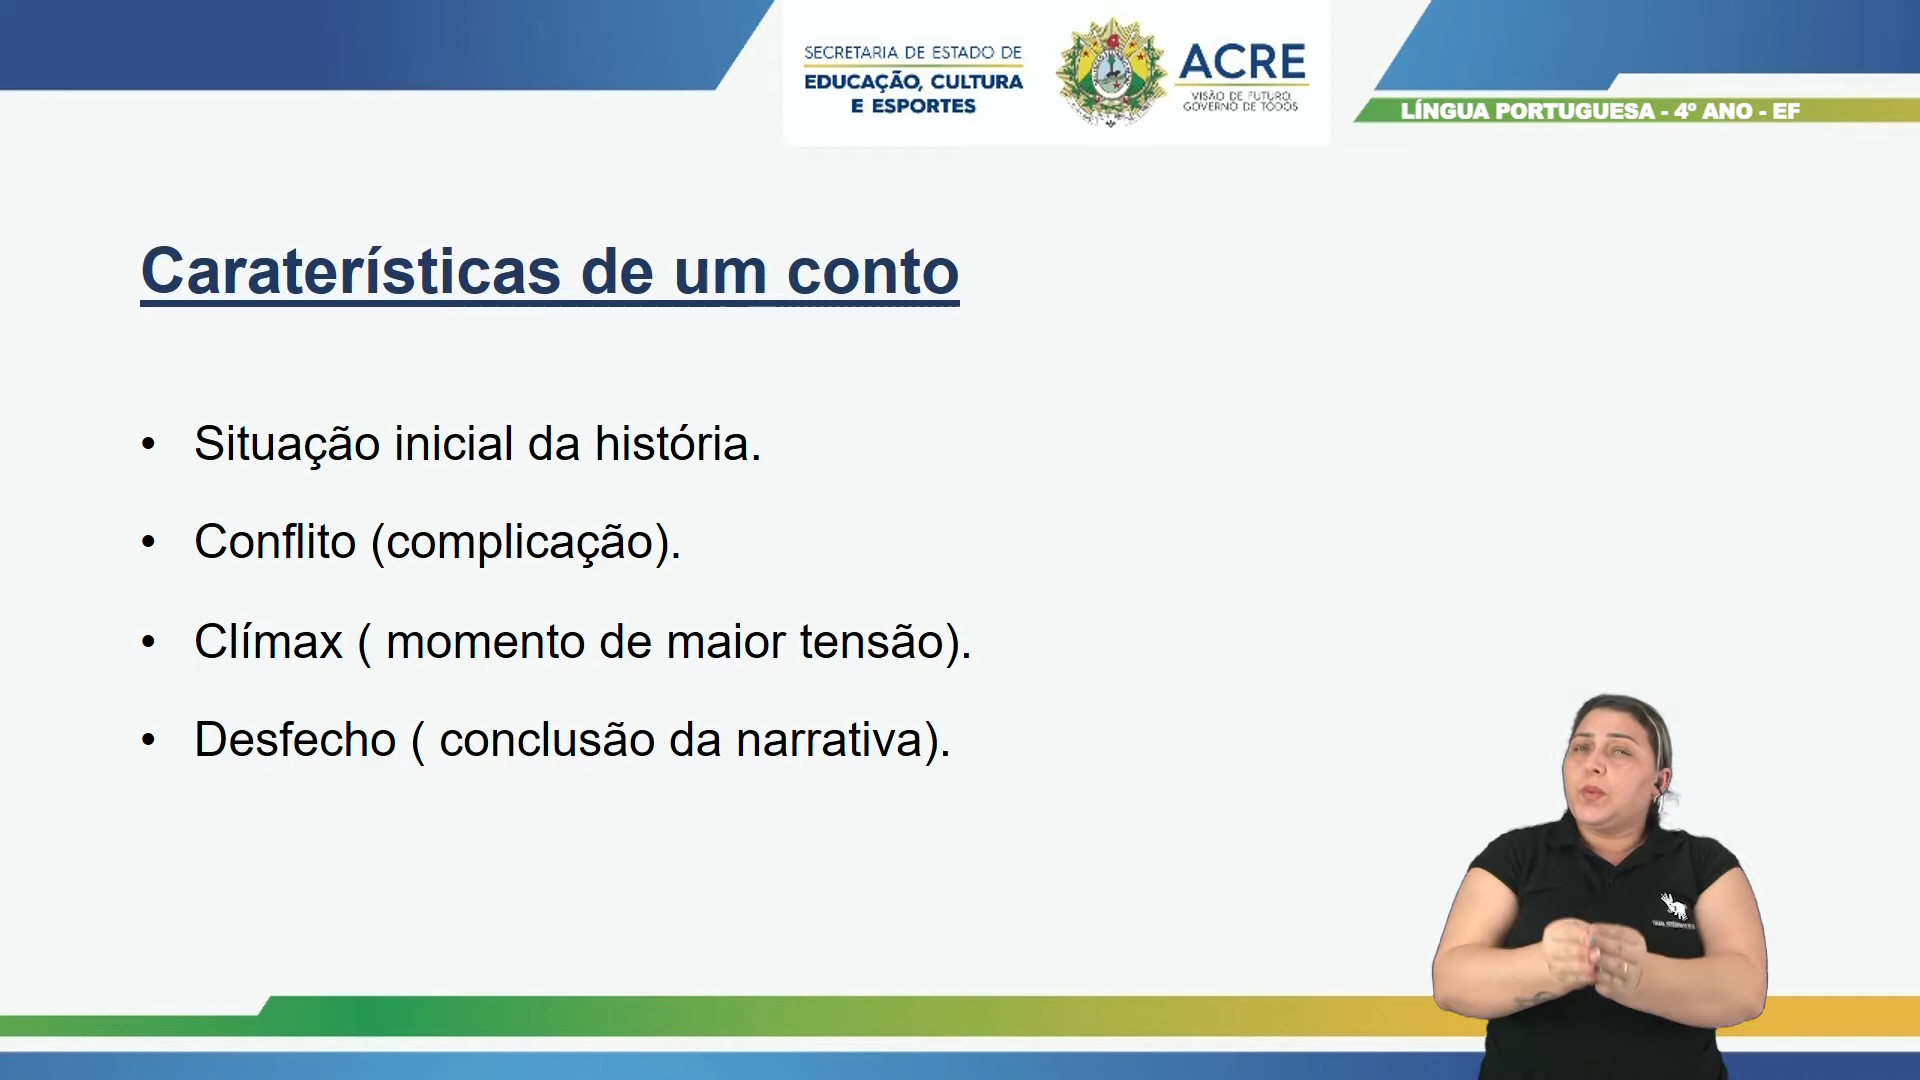 SECRETARIA DE ESTADO DE
EDUCAÇÃO, CULTURA
E ESPORTES
ACRE
VISÃO DE FUTURO,
GOVERNO DE TODOS
LÍNGUA PORTUGUESA - 4º ANO - EF
Caraterísticas de um conto
• Situação inicial da história.
• Conflito (complicação).
• Clímax ( momento de maior tensão).
• Desfecho ( conclusão da narrativa).